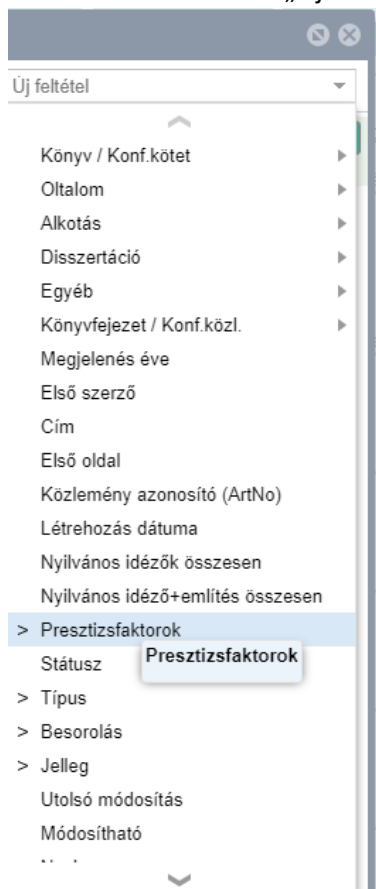 Új feltétel
Könyv / Konf.kötet
Oltalom
Alkotás
Disszertáció
Egyéb
Könyvfejezet / Konf.közl.
Megjelenés éve
Első szerző
Cím
Első oldal
Közlemény azonosító (ArtNo)
Létrehozás dátuma
Nyilvános idézők összesen
Nyilvános idéző+említés összesen
> Presztizsfaktorok
Státusz
Presztizsfaktorok
> Típus
> Besorolás
> Jelleg
Utolsó módosítás
Módosítható